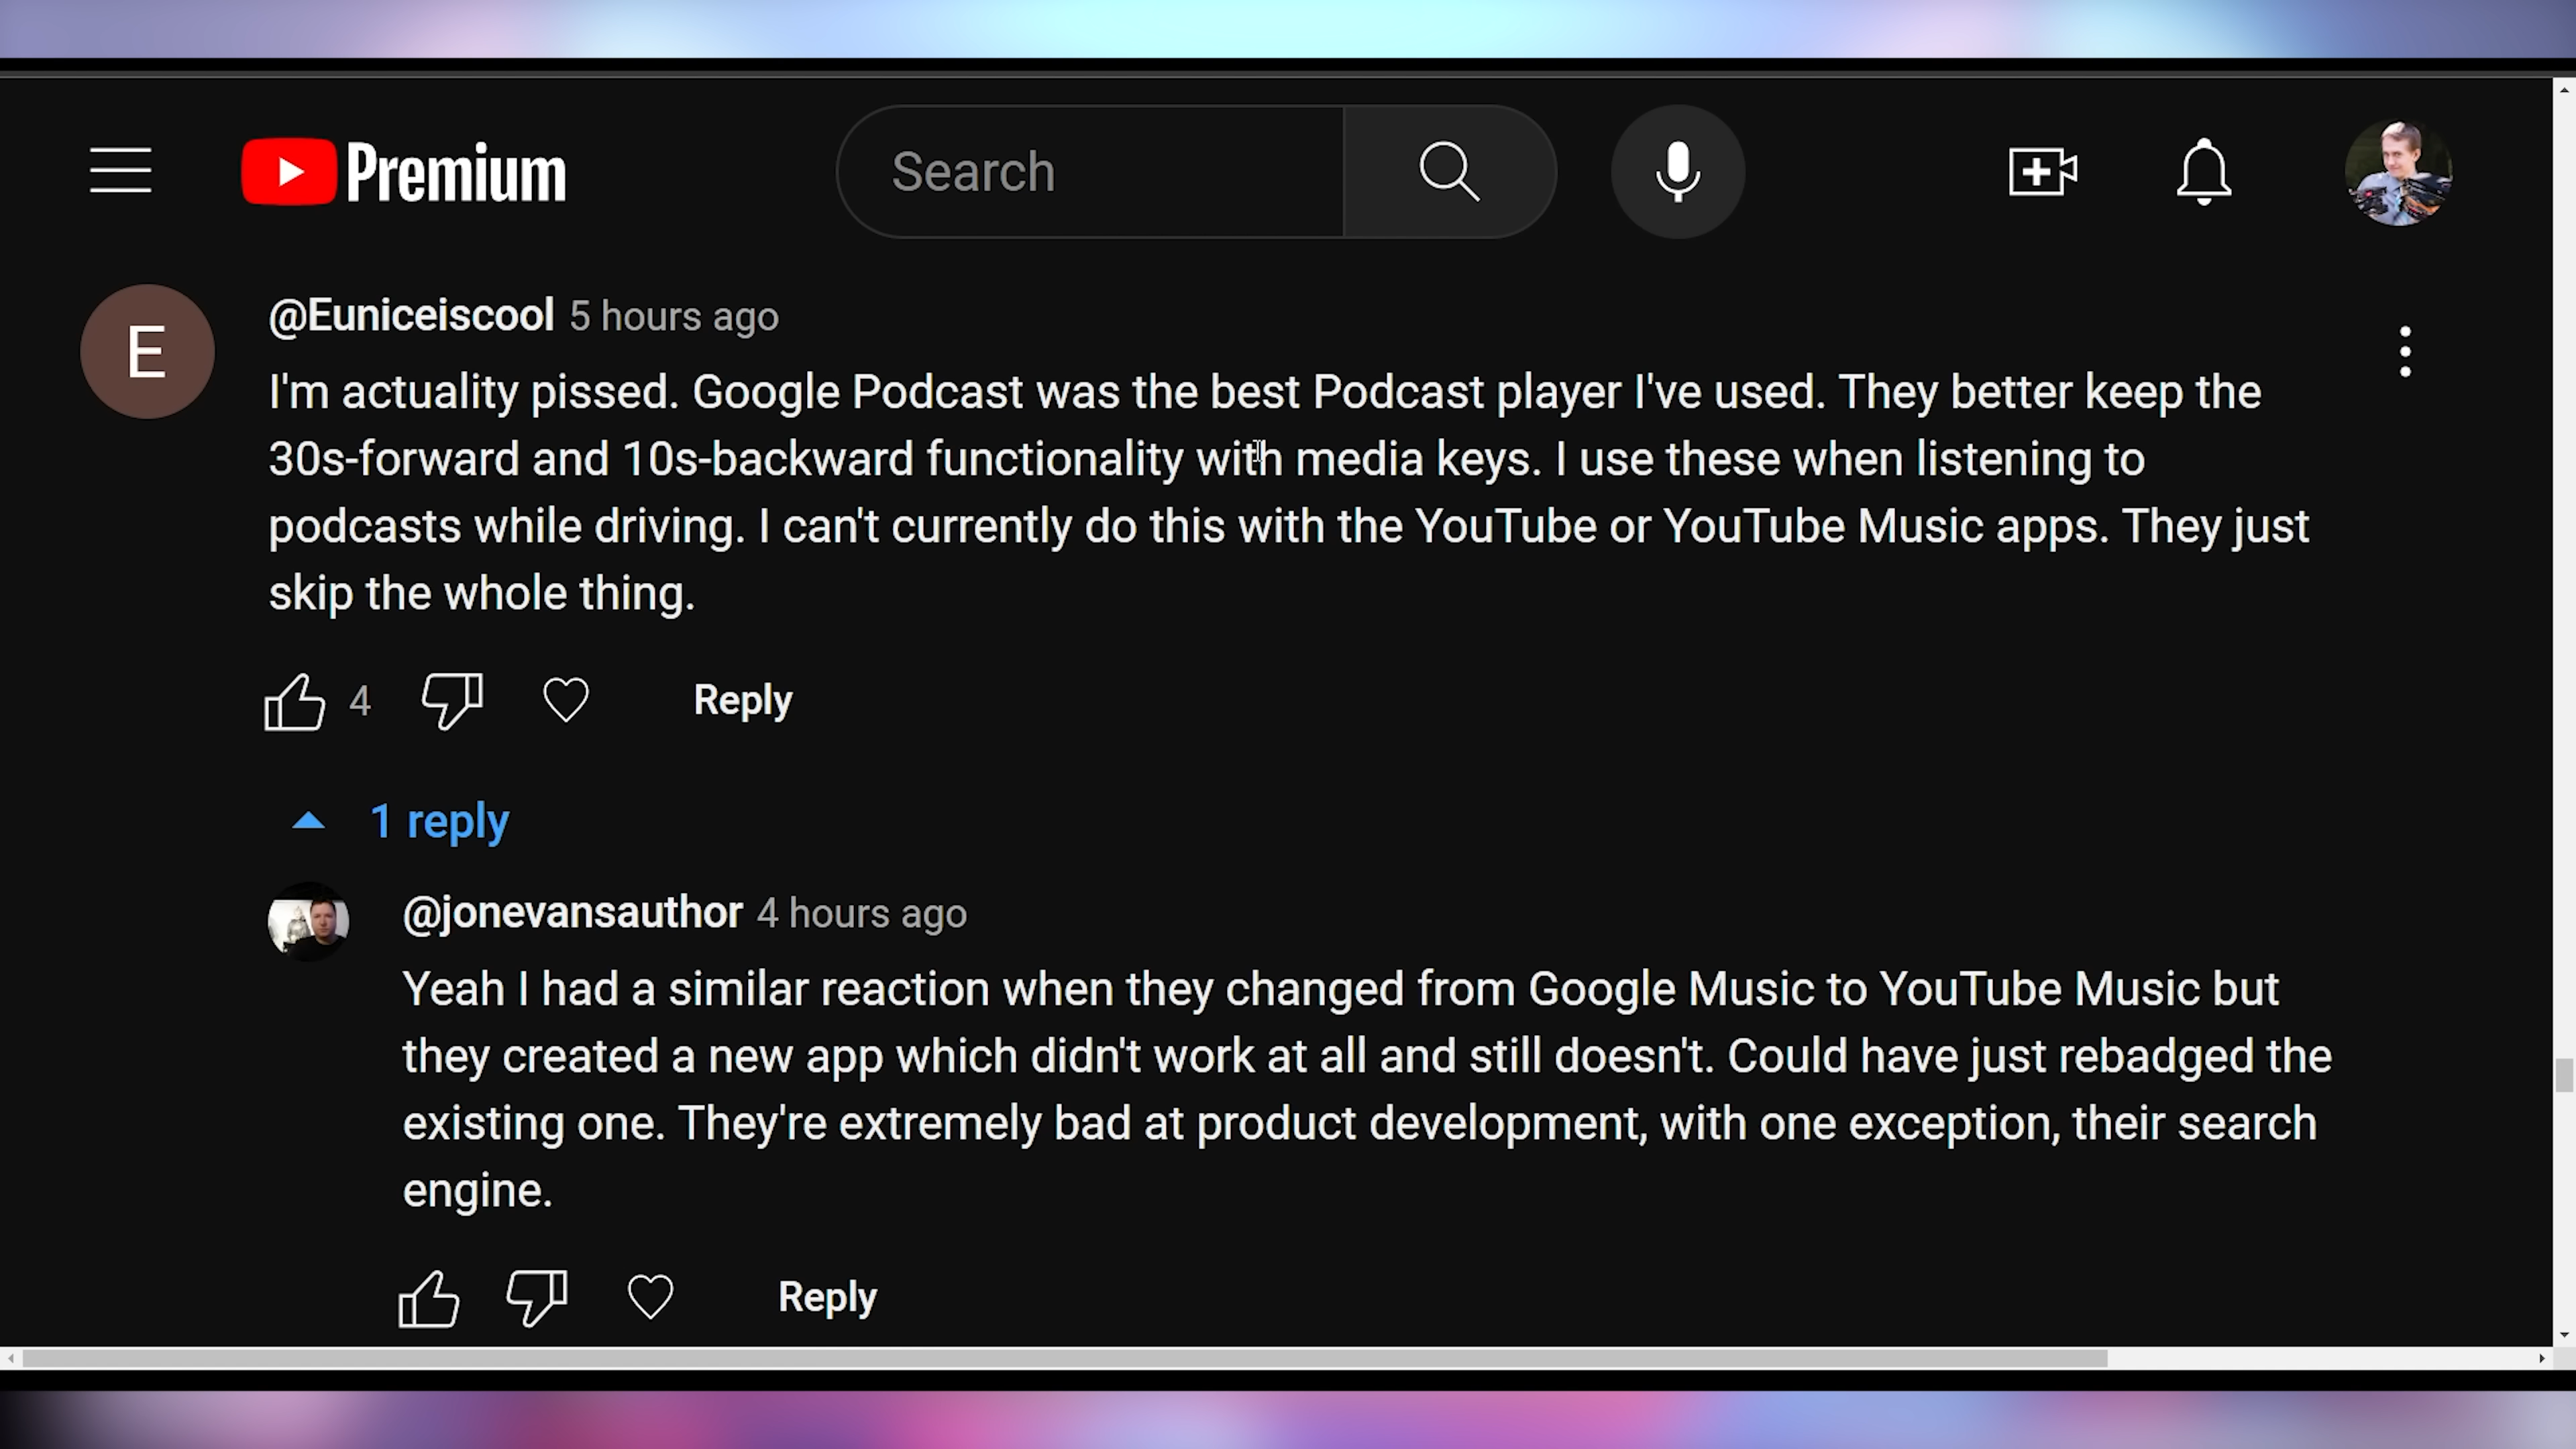 Premium
Search
E
@Euniceiscool 5 hours ago
I'm actuality pissed. Google Podcast was the best Podcast player I've used. They better keep the
30s-forward and 10s-backward functionality with media keys. I use these when listening to
podcasts while driving. I can't currently do this with the YouTube or YouTube Music apps. They just
skip the whole thing.
4 Reply
1 reply
@jonevansauthor 4 hours ago
Yeah I had a similar reaction when they changed from Google Music to YouTube Music but
they created a new app which didn't work at all and still doesn't. Could have just rebadged the
existing one. They're extremely bad at product development, with one exception, their search
engine.
Reply